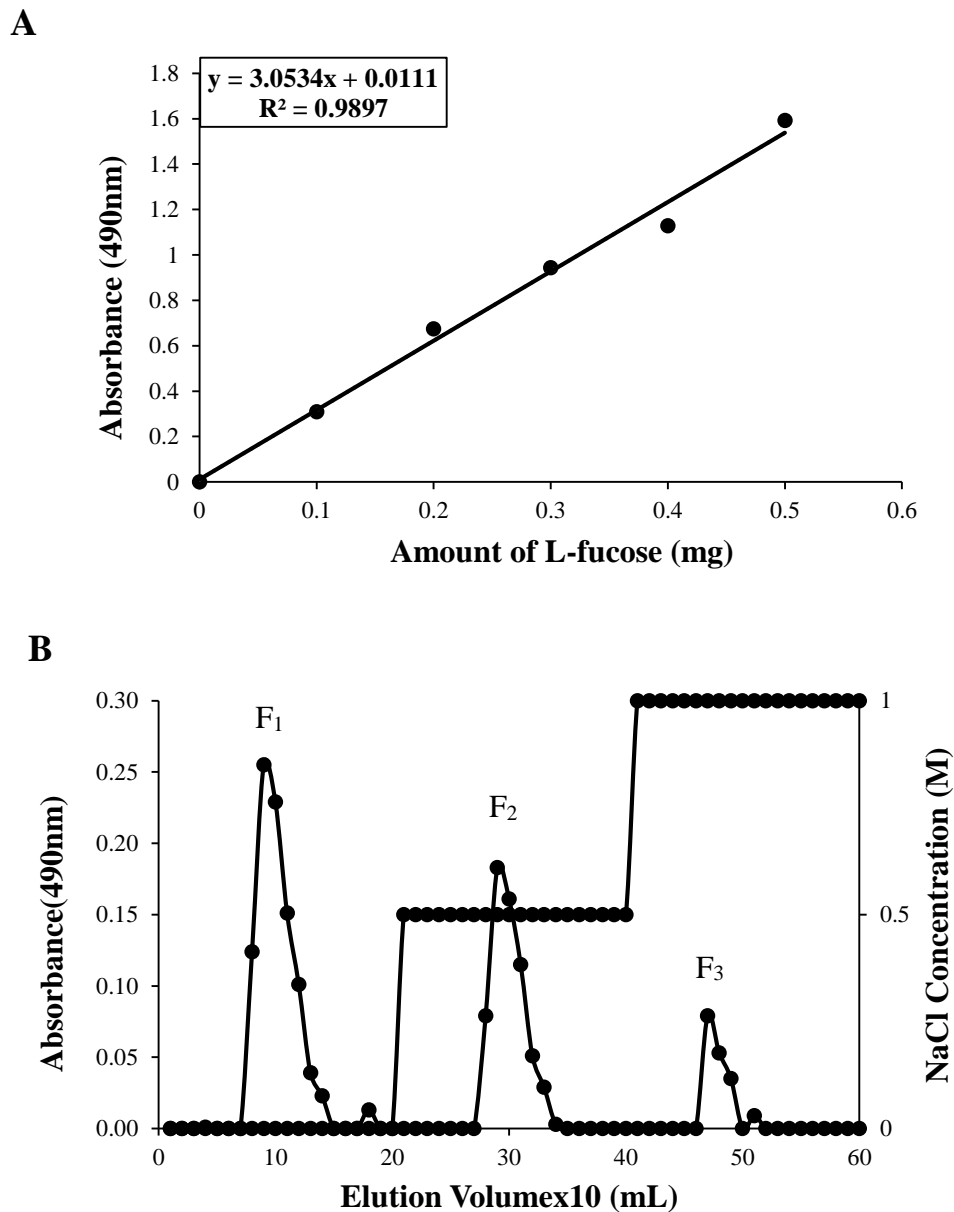 A
y = 3.0534x + 0.0111
R² = 0.9897
1.8
1.6
1.4
1.2
1
0.8
0.6
0.4
0.2
0
Absorbance (490nm)
0 0.1 0.2 0.3 0.4 0.5 0.6
Amount of L-fucose (mg)
B
0.30
0.25
0.20
0.15
0.10
0.05
0.00
Absorbance(490nm)
F₁
F₂
F₃
1
0.5
0
NaCl Concentration (M)
0 10 20 30 40 50 60
Elution Volumex10 (mL)